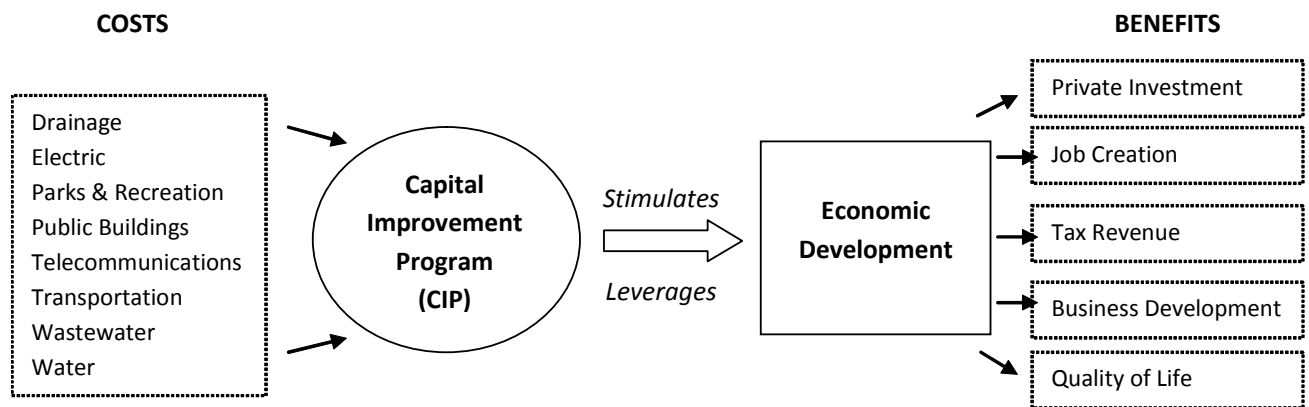 COSTS
BENEFITS
Drainage
Electric
Parks & Recreation
Public Buildings
Telecommunications
Transportation
Wastewater
Water
Capital
Improvement
Program
(CIP)
Stimulates
Leverages
Economic
Development
Private Investment
Job Creation
Tax Revenue
Business Development
Quality of Life